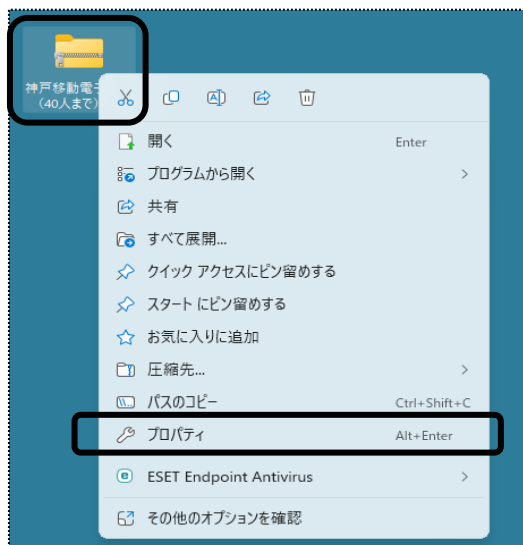 神戸移動電子
(40人まで)
開く Enter
プログラムから開く
共有
すべて展開...
クイック アクセスにピン留めする
スタート にピン留めする
お気に入りに追加
圧縮先...
パスのコピー Ctrl+Shift+C
プロパティ Alt+Enter
ESET Endpoint Antivirus
その他のオプションを確認